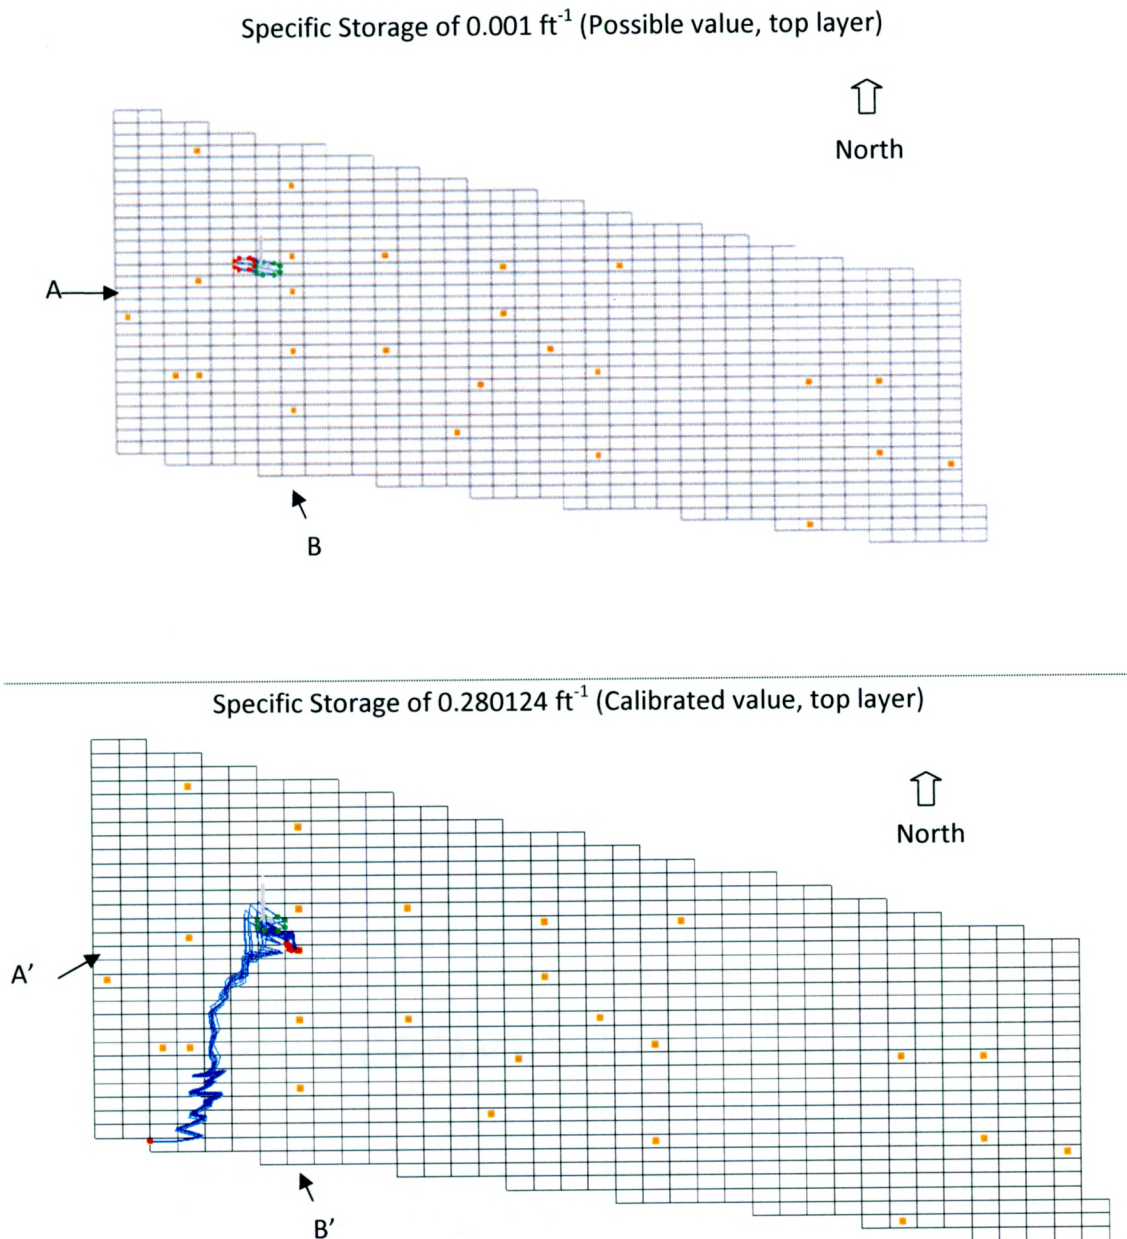 Specific Storage of 0.001 ft-1 (Possible value, top layer)
North
A
B
Specific Storage of 0.280124 ft-1 (Calibrated value, top layer)
North
A’
B’